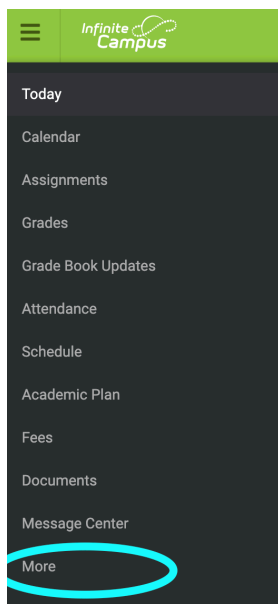 Infinite
Campus
Today
Calendar
Assignments
Grades
Grade Book Updates
Attendance
Schedule
Academic Plan
Fees
Documents
Message Center
More